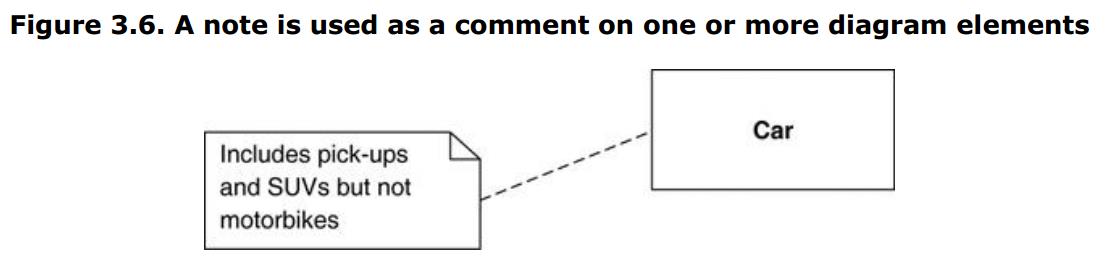 Figure 3.6. A note is used as a comment on one or more diagram elements
Includes pick-ups
and SUVs but not
motorbikes
Car